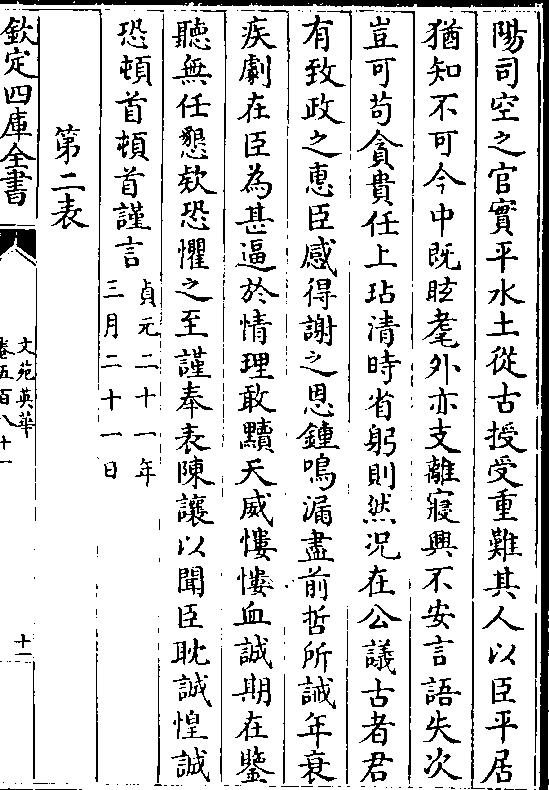 陽司空之官實平水土從古授受重難其人以臣平居
猶知不可今中既眩耄外亦支離寢興不安言語失次
豈可苟貪貴任上玷清時省躬則然况在公議古者君
有致政之恵臣感得謝之恩鍾鳴漏盡前哲所誡年衰
疾劇在臣為甚逼於情理敢黷天威慺慺血誠期在鑒
聽無任懇欵恐懼之至謹奉表陳讓以聞臣耽誠惶誠
恐頓首頓首謹言
貞元二十一年
三月二十一日
第二表
欽定四庫全書
文苑英華
卷五百八十一
十一